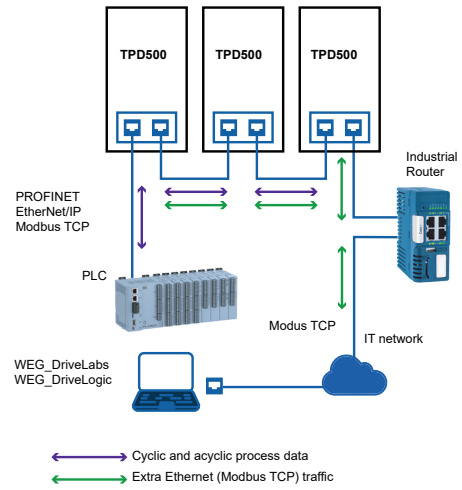 TPD500
TPD500
TPD500
Industrial
Router
PROFINET
EtherNet/IP
Modbus TCP
PLC
Modus TCP
IT network
WEG_DriveLabs
WEG_DriveLogic
Cyclic and acyclic process data
Extra Ethernet (Modbus TCP) traffic